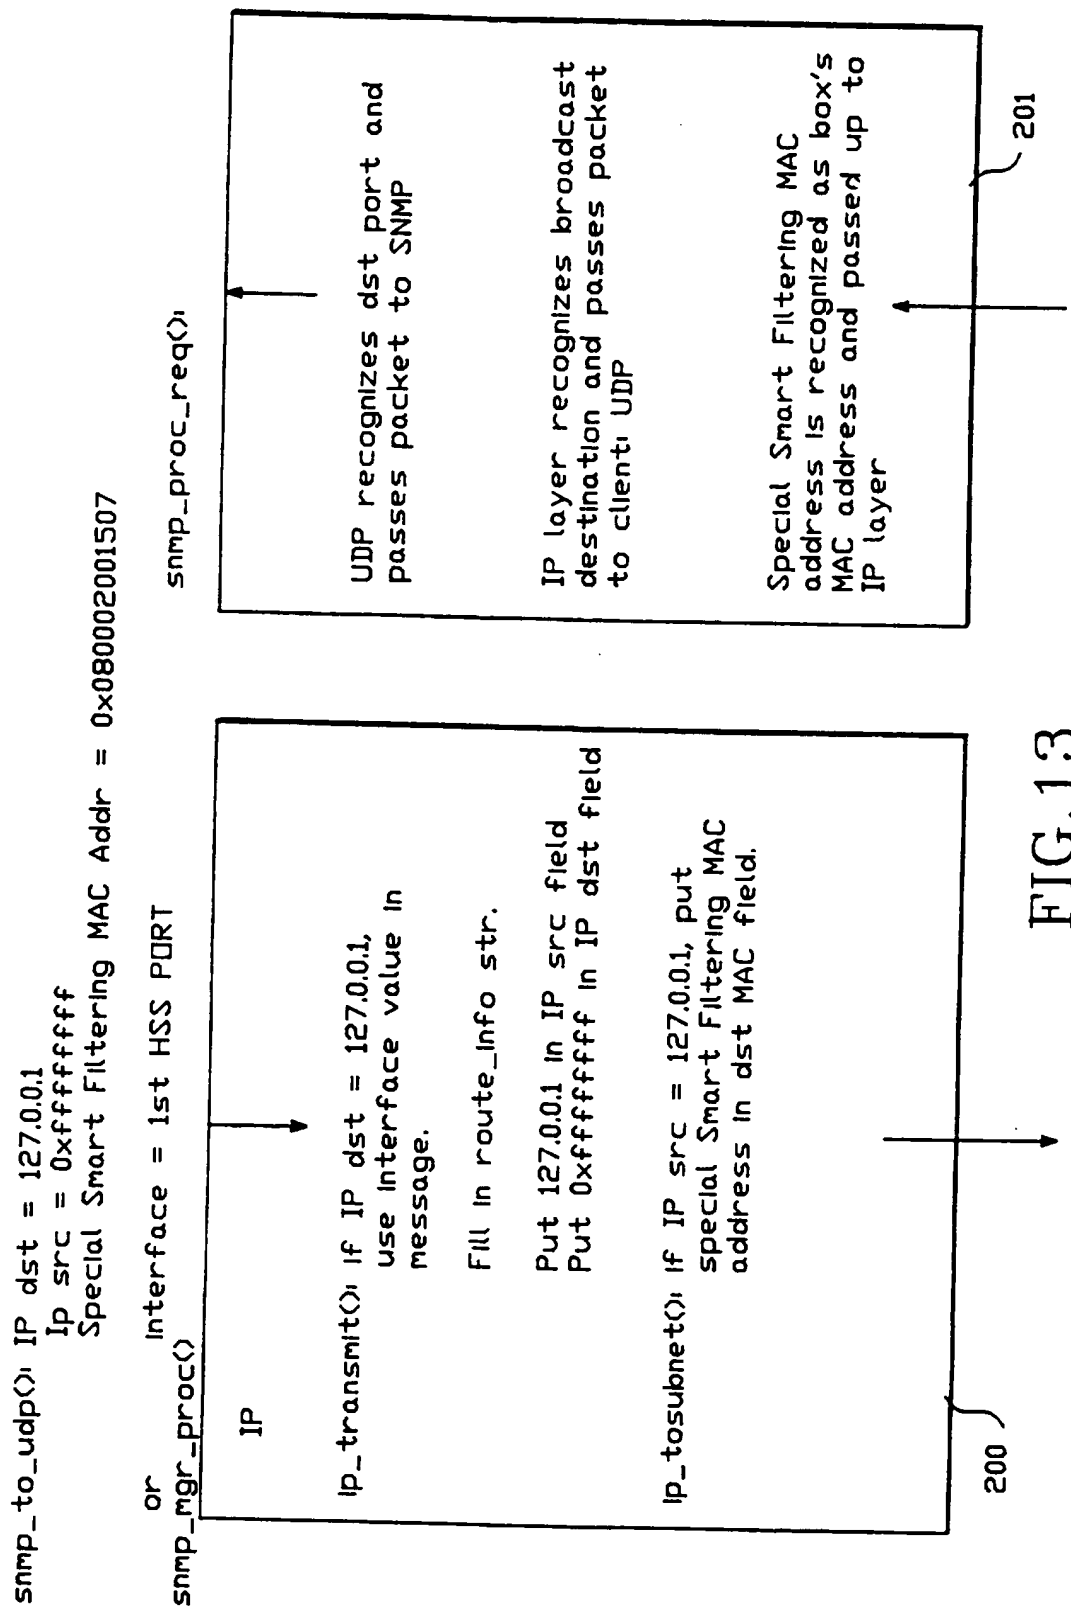 snmp_to_udp(): IP dst = 127.0.0.1
Ip src = 0xffffffff
Special Smart Filtering MAC Addr = 0x080002001507
or
Interface = 1st HSS PORT
snmp_mgr_proc()
IP
ip_transmit(): If IP dst = 127.0.0.1,
use interface value in
message.
Fill in route_info str.
Put 127.0.0.1 in IP src field
Put 0xffffffff in IP dst field
ip_tosubnet(): If IP src = 127.0.0.1, put
special Smart Filtering MAC
address in dst MAC field.
200
snmp_proc_req():
UDP recognizes dst port and
passes packet to SNMP
IP layer recognizes broadcast
destination and passes packet
to client: UDP
Special Smart Filtering MAC
address is recognized as box's
MAC address and passed up to
IP layer
201
FIG.13